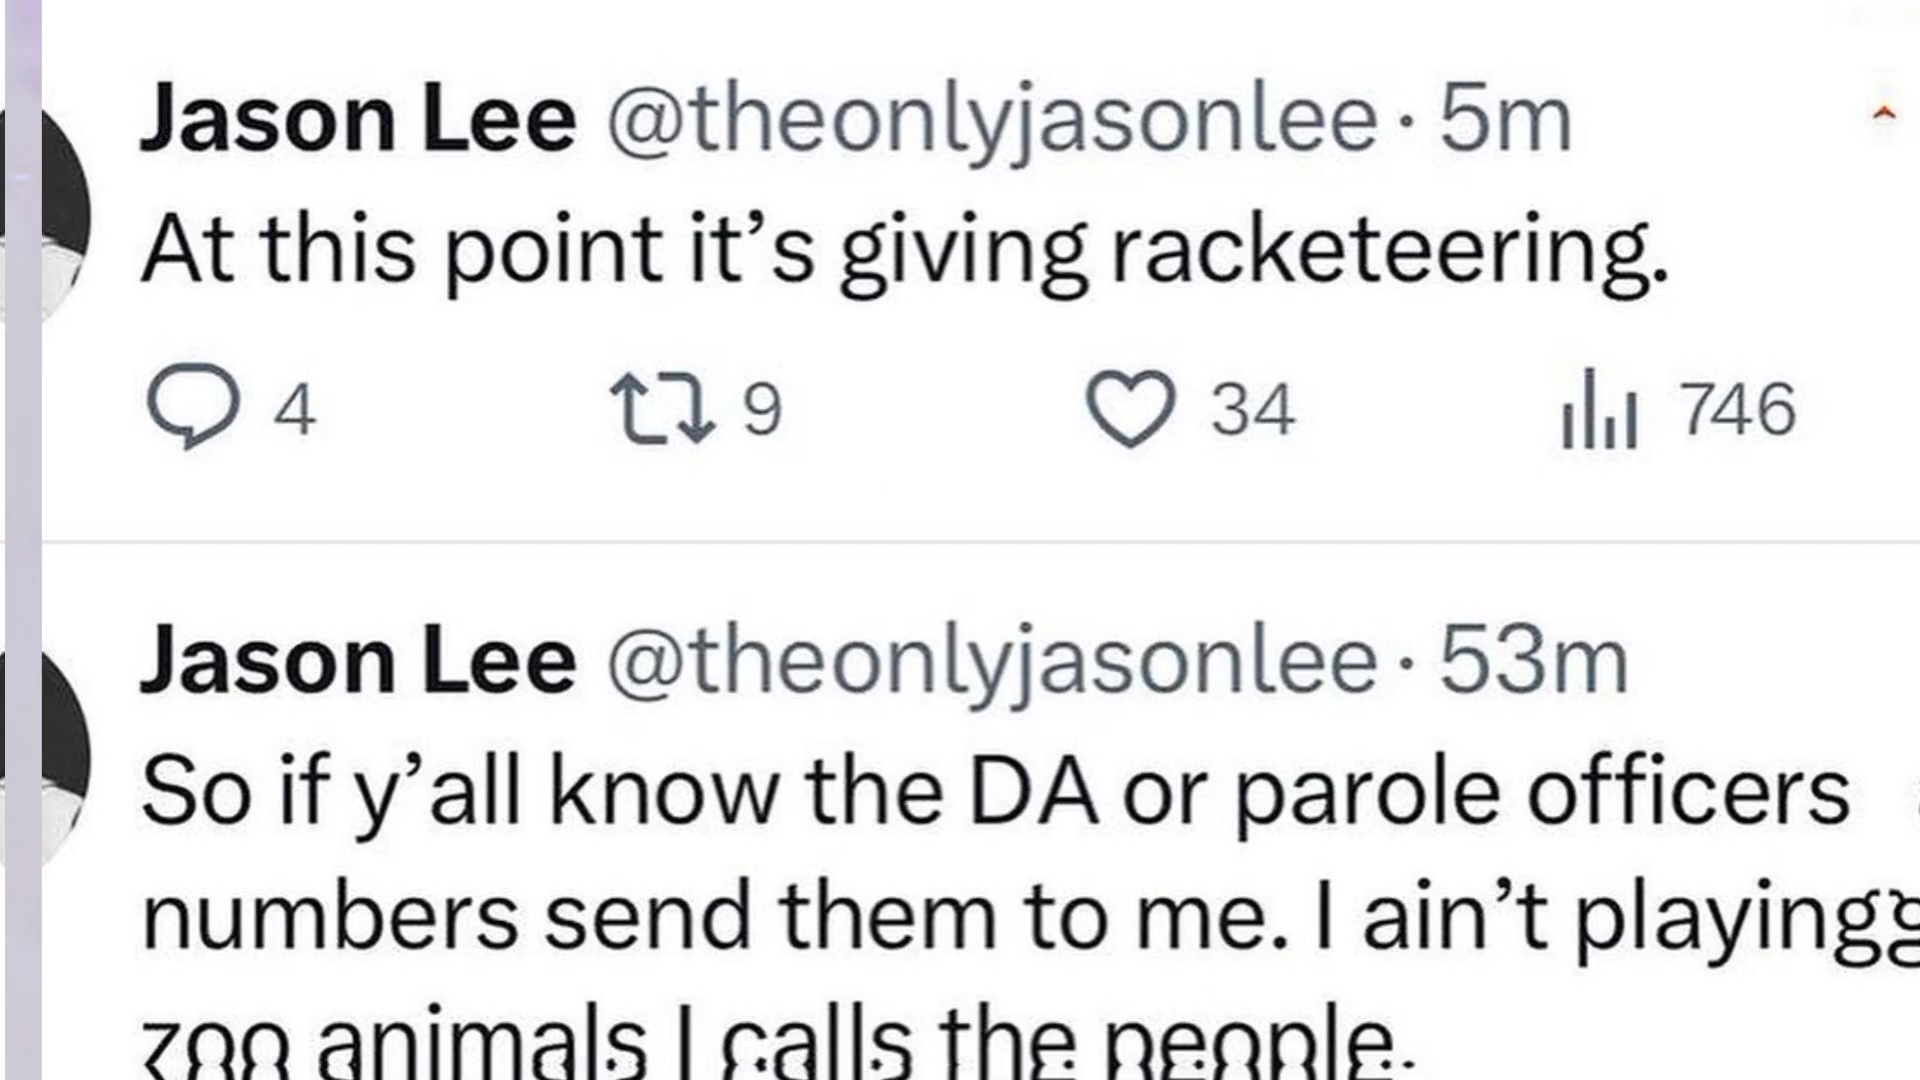 Jason Lee @theonlyjasonlee · 5m
At this point it’s giving racketeering.
4 9 34 746
Jason Lee @theonlyjasonlee · 53m
So if y’all know the DA or parole officers
numbers send them to me. I ain’t playing
zoo animals I calls the people.